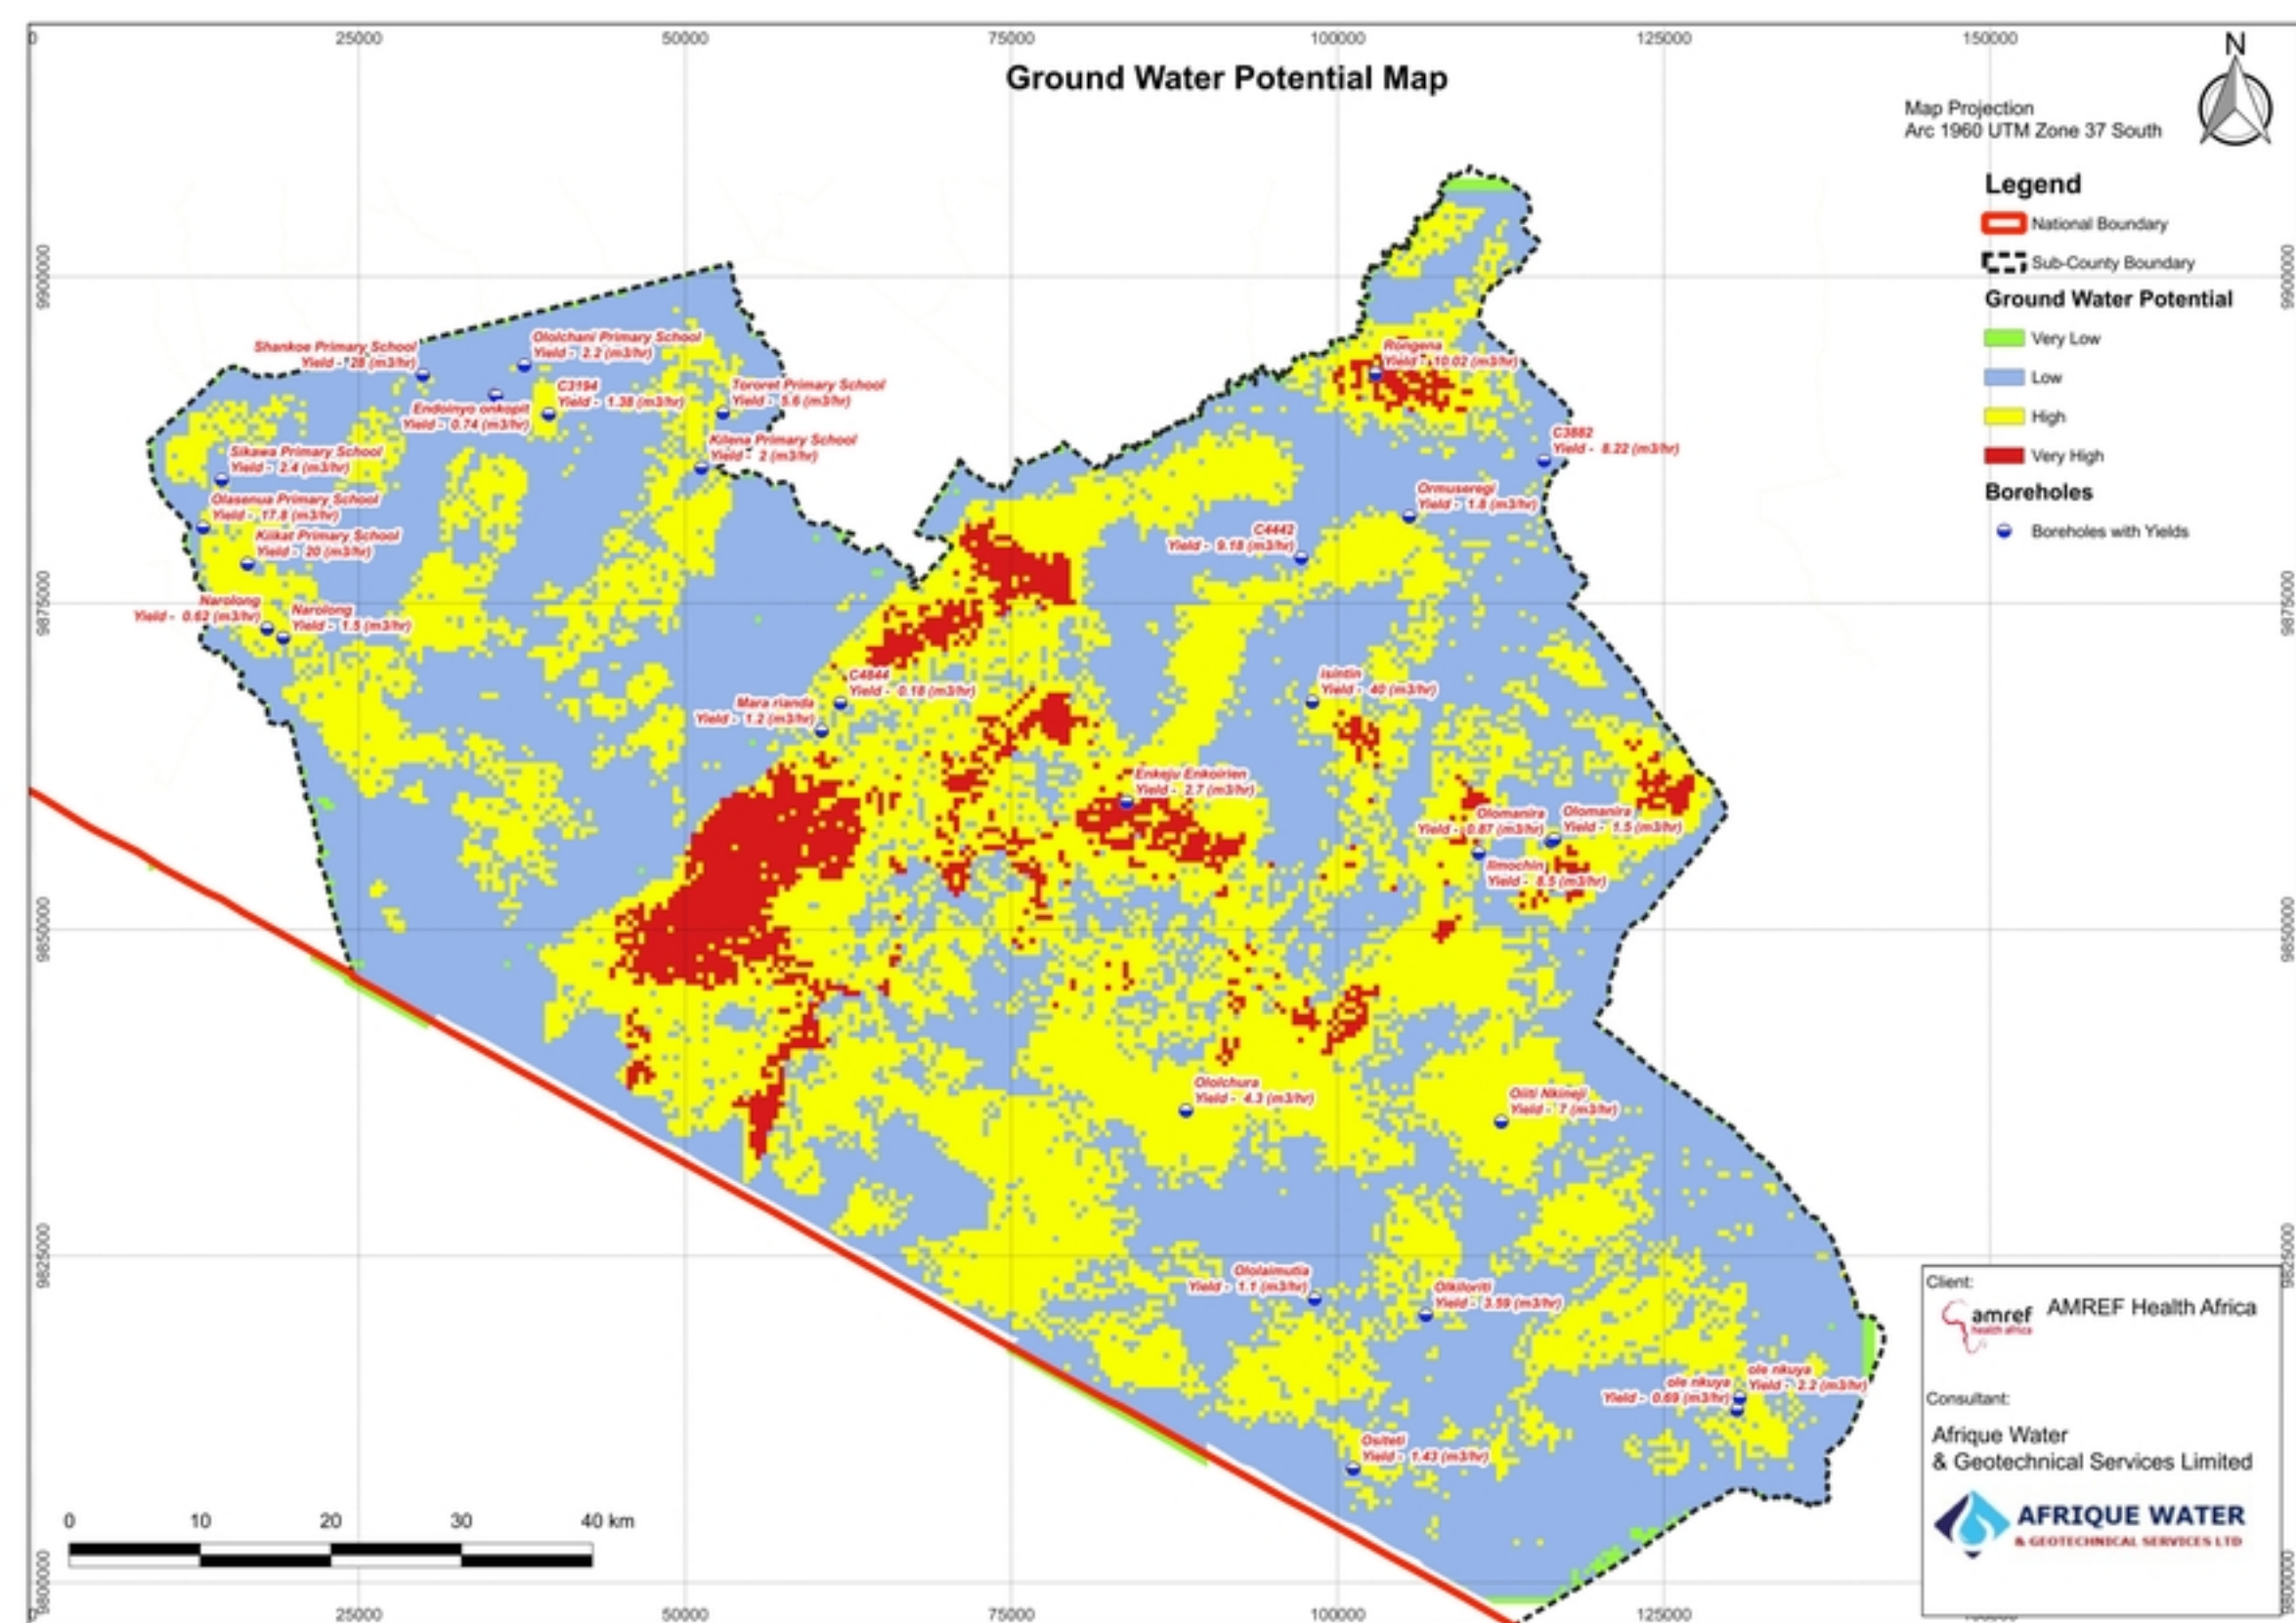 0 25000 50000 75000 100000 125000 150000
Ground Water Potential Map
N
Map Projection
Arc 1960 UTM Zone 37 South
Legend
National Boundary
Sub-County Boundary
Ground Water Potential
Very Low
Low
High
Very High
Boreholes
Boreholes with Yields
9900000 9900000
9875000 9875000
9850000 9850000
9825000 9825000
9800000 9800000
Shankoe Primary School
Yield - 28 (m3/hr)
Ololchani Primary School
Yield - 2.2 (m3/hr)
Endoinyo onkopit
Yield - 0.74 (m3/hr)
C3194
Yield - 1.38 (m3/hr)
Tororet Primary School
Yield - 5.6 (m3/hr)
Kilena Primary School
Yield - 2 (m3/hr)
Sikawa Primary School
Yield - 2.4 (m3/hr)
Olasenua Primary School
Yield - 17.8 (m3/hr)
Kiikat Primary School
Yield - 20 (m3/hr)
Narolong
Yield - 0.62 (m3/hr)
Narolong
Yield - 1.5 (m3/hr)
Rongena
Yield - 10.02 (m3/hr)
C3882
Yield - 8.22 (m3/hr)
Ormuseregi
Yield - 1.8 (m3/hr)
C4442
Yield - 9.18 (m3/hr)
C4844
Yield - 0.18 (m3/hr)
Mara rianda
Yield - 1.2 (m3/hr)
Isintin
Yield - 40 (m3/hr)
Enkeju Enkoirien
Yield - 2.7 (m3/hr)
Olomanira
Yield - 0.87 (m3/hr)
Olomanira
Yield - 1.5 (m3/hr)
Ilmochin
Yield - 8.5 (m3/hr)
Ololchura
Yield - 4.3 (m3/hr)
Oliti Nkineji
Yield - 7 (m3/hr)
Ololaimutia
Yield - 1.1 (m3/hr)
Olkiloriti
Yield - 3.59 (m3/hr)
ole nkuya
Yield - 0.69 (m3/hr)
ole nkuya
Yield - 2.2 (m3/hr)
Ositeti
Yield - 1.43 (m3/hr)
0 10 20 30 40 km
Client:
amref
health africa
AMREF Health Africa
Consultant:
Afrique Water
& Geotechnical Services Limited
AFRIQUE WATER
& GEOTECHNICAL SERVICES LTD
25000 50000 75000 100000 125000